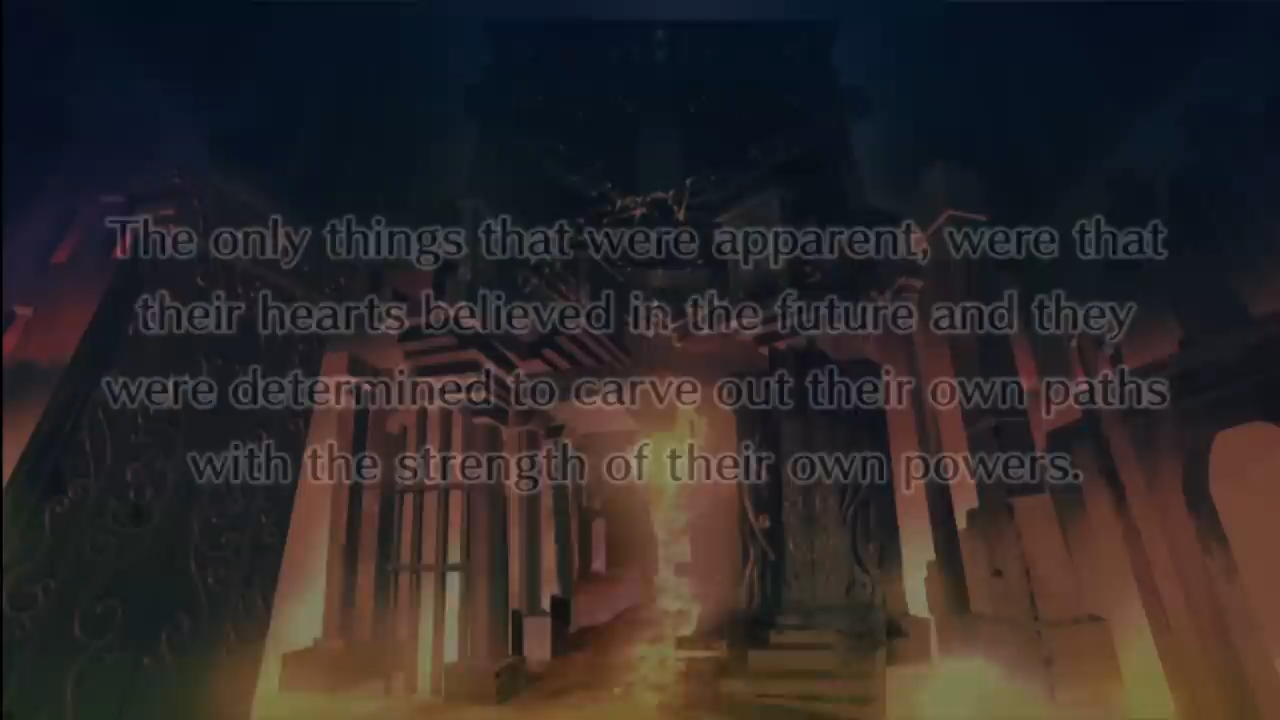 The only things that were apparent, were that
their hearts believed in the future and they
were determined to carve out their own paths
with the strength of their own powers.